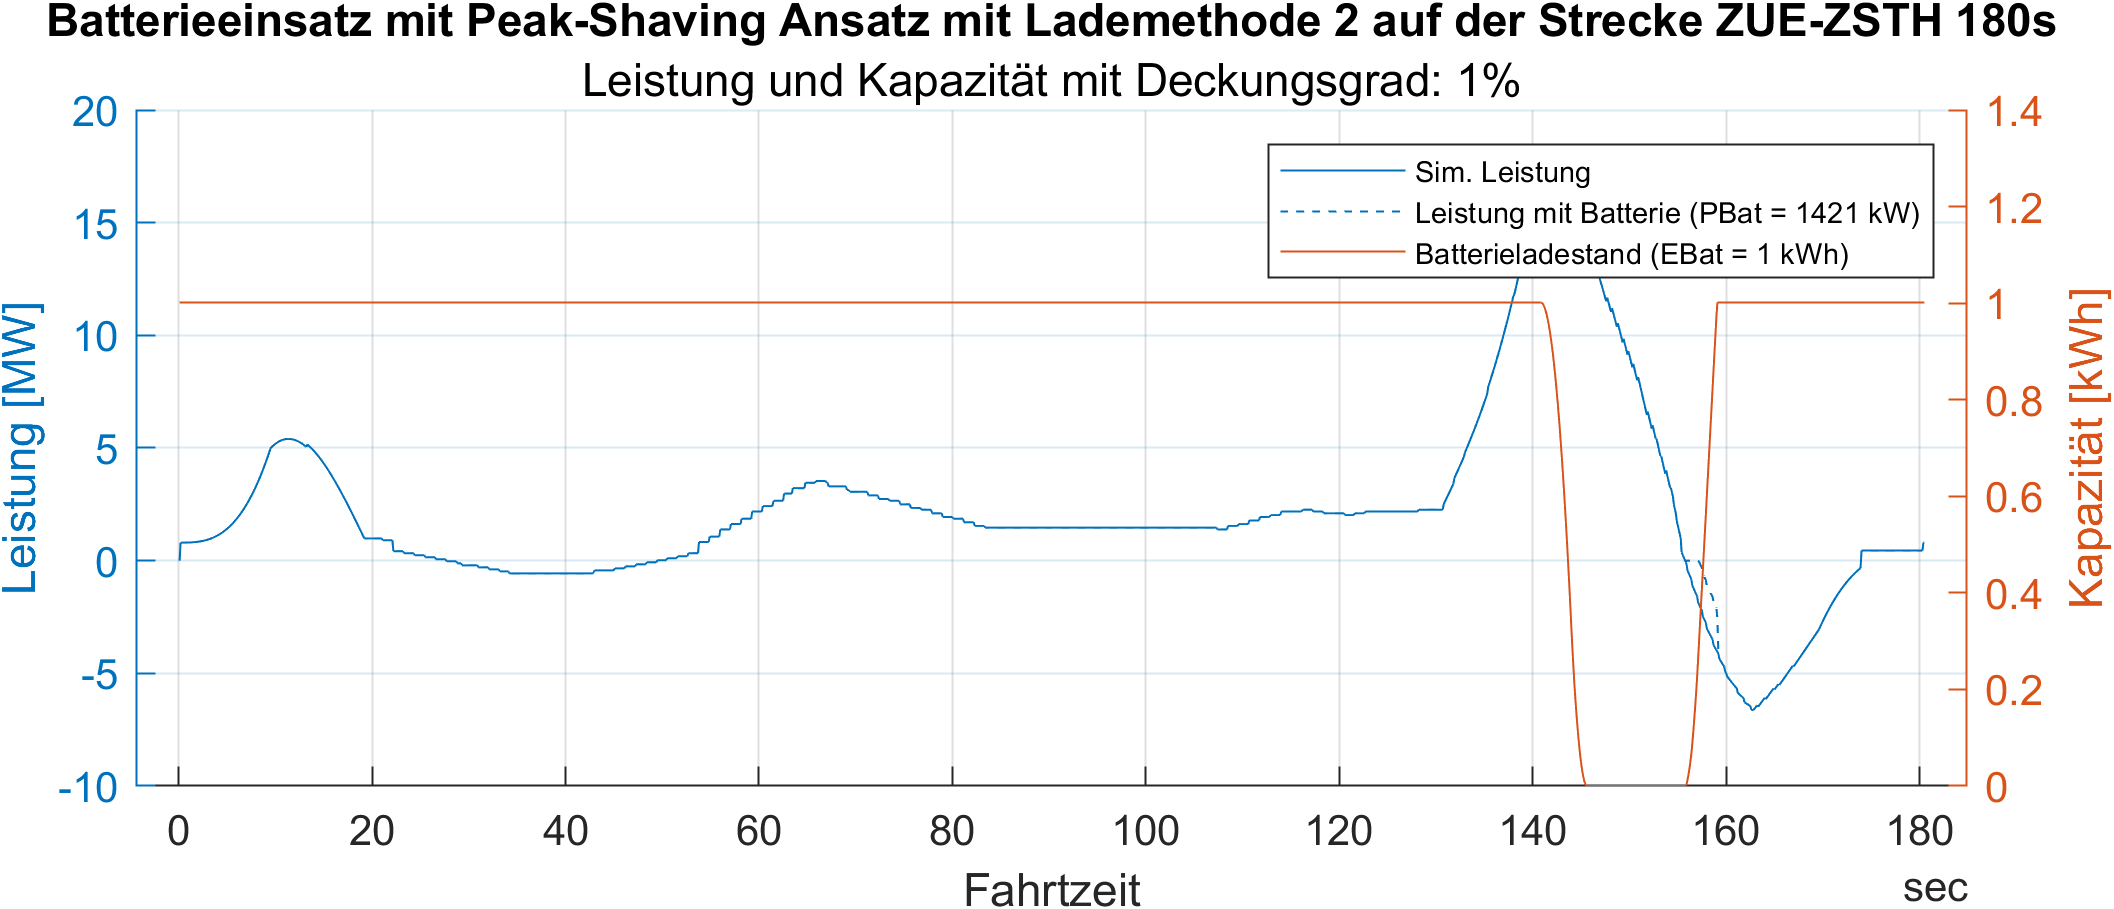 Batterieeinsatz mit Peak-Shaving Ansatz mit Lademethode 2 auf der Strecke ZUE-ZSTH 180s
Leistung und Kapazität mit Deckungsgrad: 1%
20
15
10
5
0
-5
-10
Leistung [MW]
Sim. Leistung
Leistung mit Batterie (PBat = 1421 kW)
Batterieladestand (EBat = 1 kWh)
1.4
1.2
1
0.8
0.6
0.4
0.2
0
Kapazität [kWh]
0 20 40 60 80 100 120 140 160 180
Fahrtzeit
sec